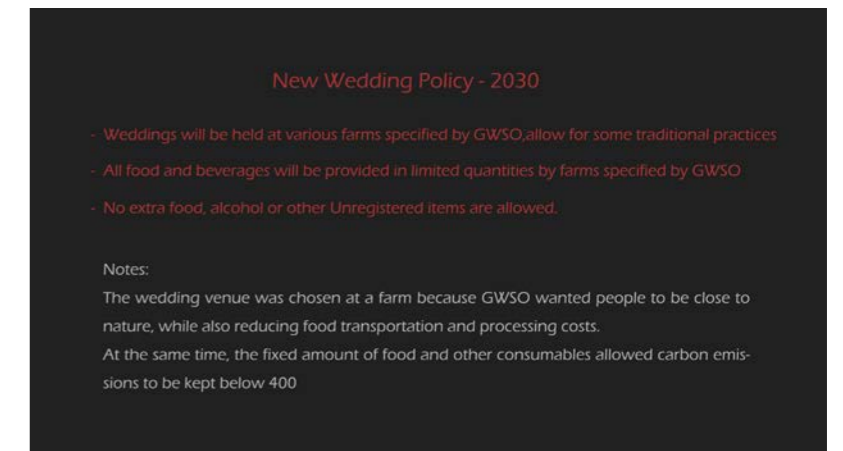 New Wedding Policy - 2030
- Weddings will be held at various farms specified by GWSO,allow for some traditional practices
- All food and beverages will be provided in limited quantities by farms specified by GWSO
- No extra food, alcohol or other Unregistered items are allowed.
Notes:
The wedding venue was chosen at a farm because GWSO wanted people to be close to
nature, while also reducing food transportation and processing costs.
At the same time, the fixed amount of food and other consumables allowed carbon emis-
sions to be kept below 400